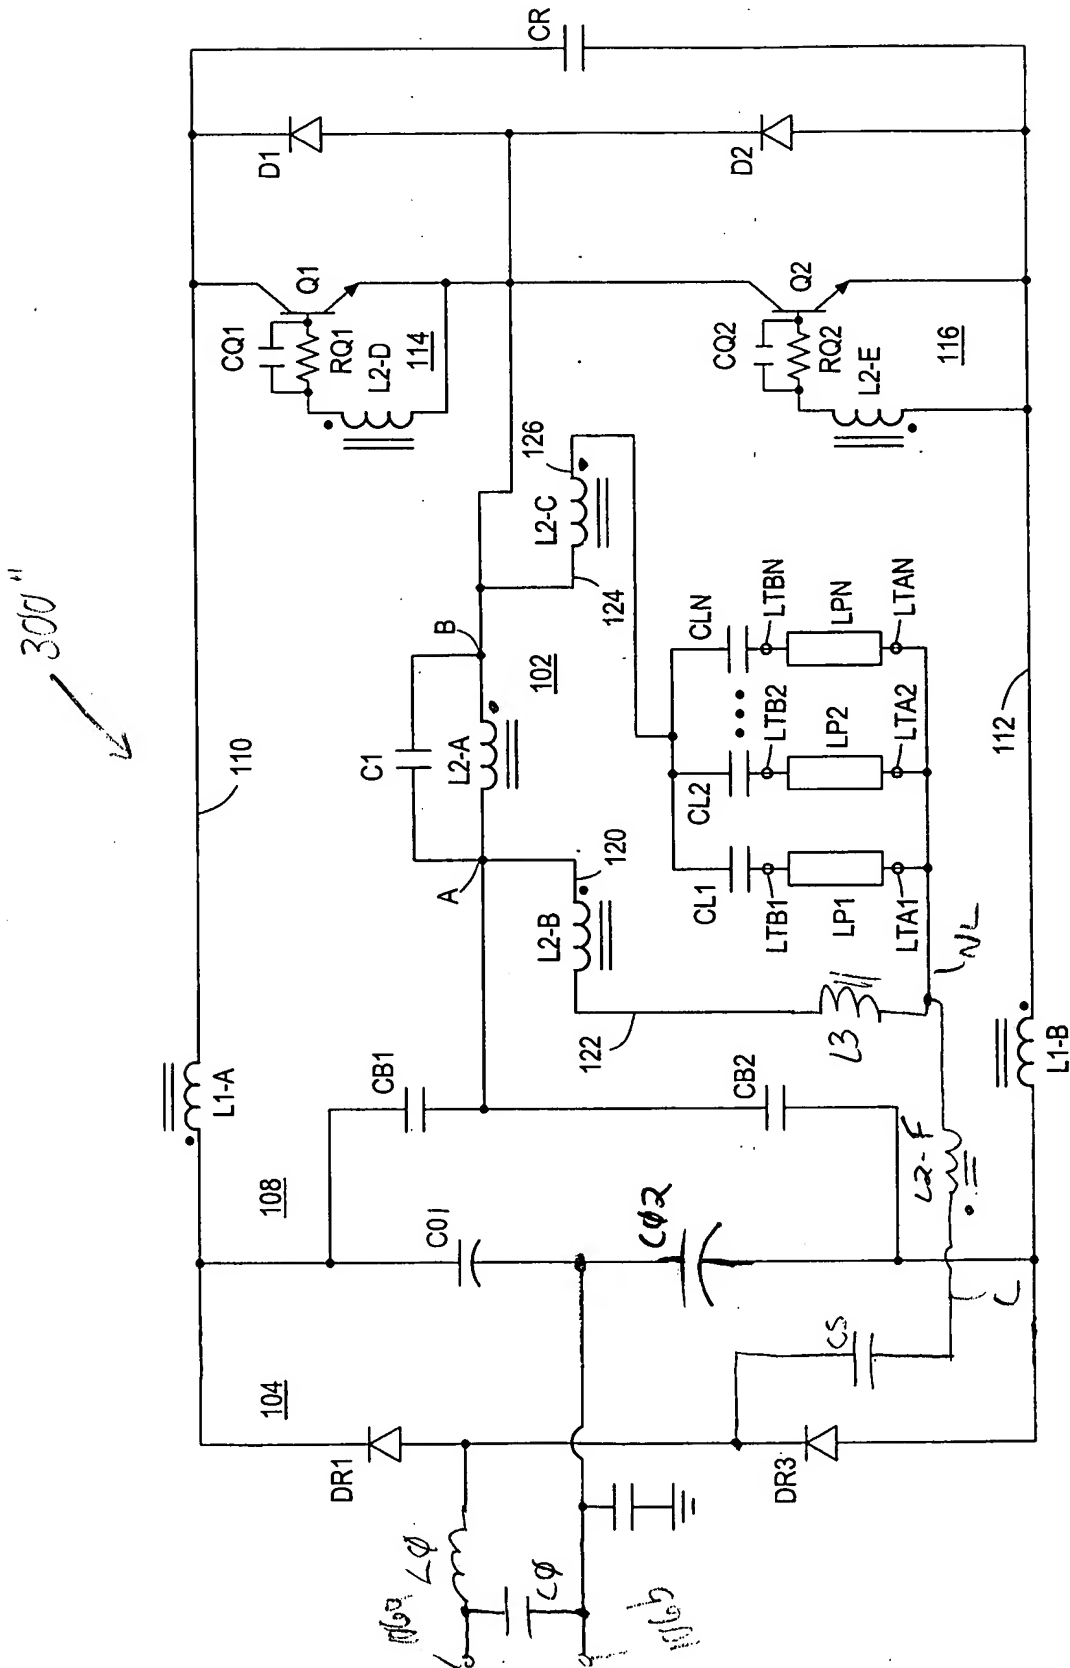 300"
110
L1-A
108
104
DR1
CR
D1
D2
Q1
CQ1
RQ1
L2-D
114
Q2
CQ2
RQ2
L2-E
116
126
L2-C
124
B
102
C1
L2-A
A
120
L2-B
122
L3
CLN
LTBN
LPN
LTAN
CL2
LTB2
LP2
LTA2
CL1
LTB1
LP1
LTA1
NL
112
L1-B
CB1
CB2
L2-F
L
C01
CØ2
CS
DR3
LØ
CØ
106a
106b